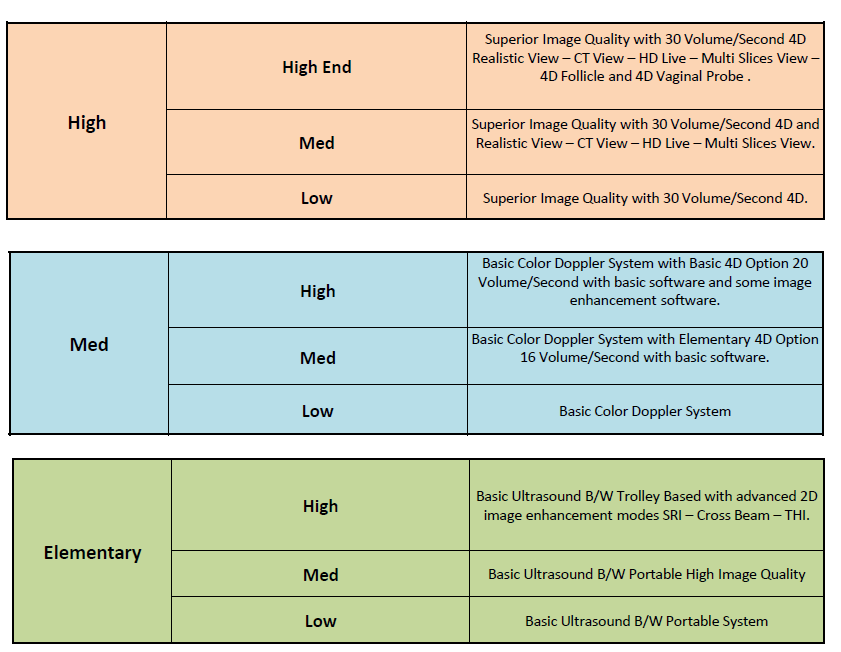 High
High End
Superior Image Quality with 30 Volume/Second 4D
Realistic View – CT View – HD Live – Multi Slices View –
4D Follicle and 4D Vaginal Probe .
Med
Superior Image Quality with 30 Volume/Second 4D and
Realistic View – CT View – HD Live – Multi Slices View.
Low
Superior Image Quality with 30 Volume/Second 4D.
Med
High
Basic Color Doppler System with Basic 4D Option 20
Volume/Second with basic software and some image
enhancement software.
Med
Basic Color Doppler System with Elementary 4D Option
16 Volume/Second with basic software.
Low
Basic Color Doppler System
Elementary
High
Basic Ultrasound B/W Trolley Based with advanced 2D
image enhancement modes SRI – Cross Beam – THI.
Med
Basic Ultrasound B/W Portable High Image Quality
Low
Basic Ultrasound B/W Portable System